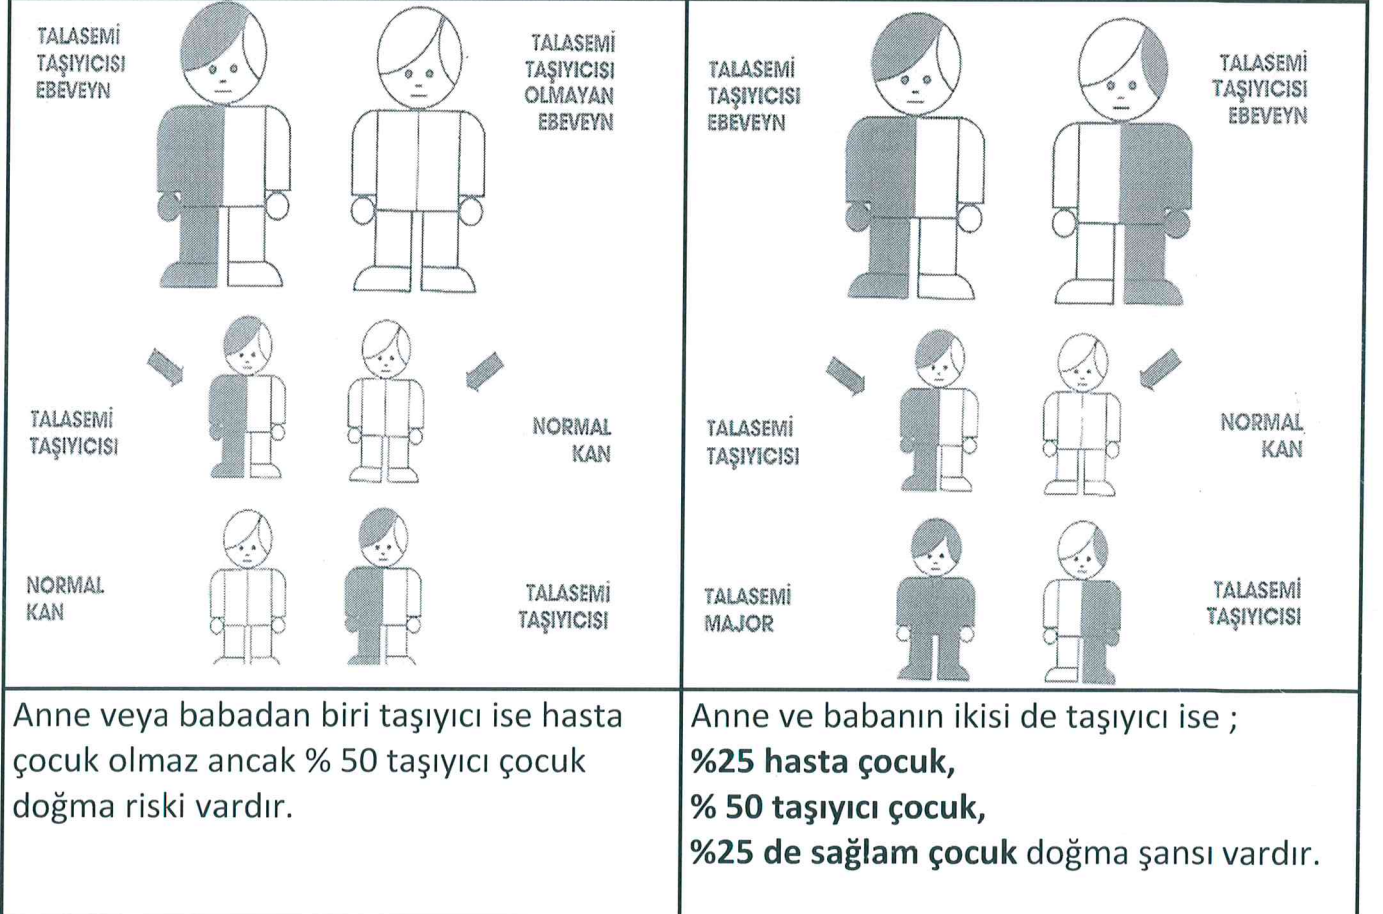 TALASEMİ
TAŞIYICISI
EBEVEYN
TALASEMİ
TAŞIYICISI
OLMAYAN
EBEVEYN
TALASEMİ
TAŞIYICISI
NORMAL
KAN
NORMAL
KAN
TALASEMİ
TAŞIYICISI
Anne veya babadan biri taşıyıcı ise hasta
çocuk olmaz ancak % 50 taşıyıcı çocuk
doğma riski vardır.
TALASEMİ
TAŞIYICISI
EBEVEYN
TALASEMİ
TAŞIYICISI
EBEVEYN
TALASEMİ
TAŞIYICISI
NORMAL
KAN
TALASEMİ
MAJOR
TALASEMİ
TAŞIYICISI
Anne ve babanın ikisi de taşıyıcı ise ;
%25 hasta çocuk,
% 50 taşıyıcı çocuk,
%25 de sağlam çocuk doğma şansı vardır.